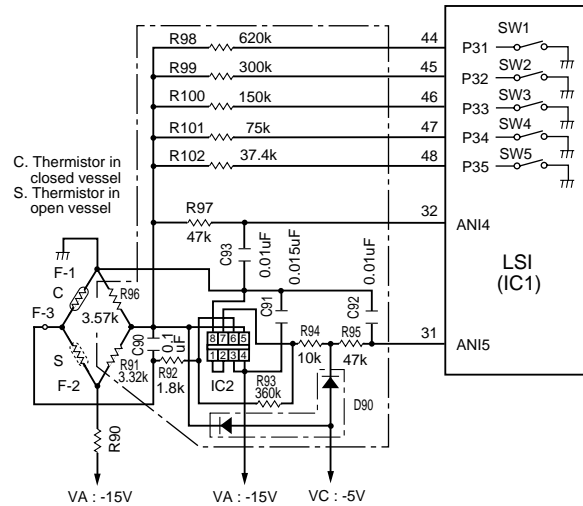 R98 620k 44 P31 SW1
R99 300k 45 P32 SW2
R100 150k 46 P33 SW3
R101 75k 47 P34 SW4
R102 37.4k 48 P35 SW5
C. Thermistor in
closed vessel
S. Thermistor in
open vessel
R97 47k 32 ANI4
LSI
(IC1)
C93 0.01uF
0.015uF C91
0.01uF C92
31 ANI5
F-1
C
R96
F-3
3.57k
S
R91
3.32k
F-2
C90 0.1
uF
R92
1.8k
8 7 6 5
1 2 3 4
IC2
R94
10k
R95
47k
R93
360k
D90
R90
VA : -15V VA : -15V VC : -5V